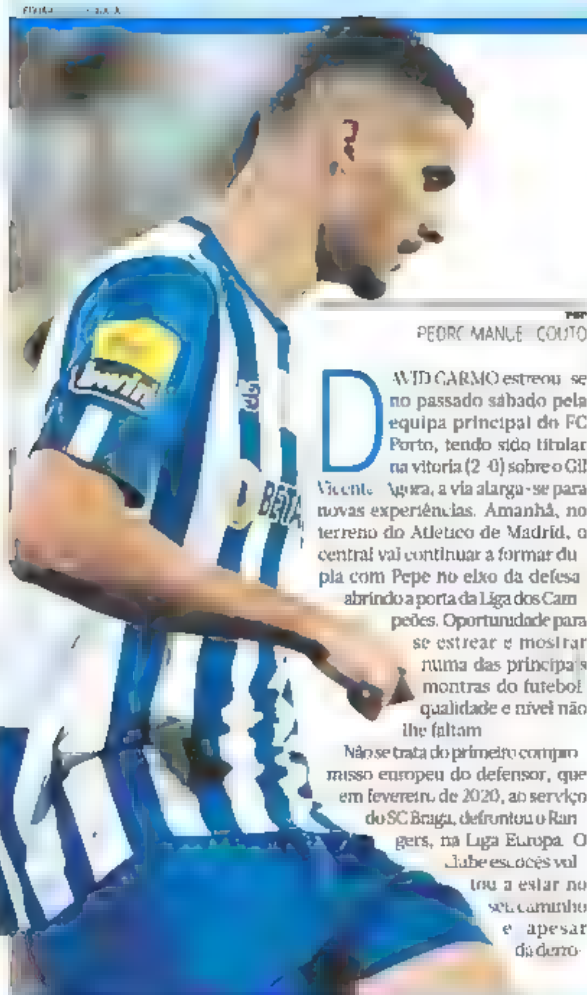 bwin
POR
PEDRO MANUEL COUTO
DAVID CARMO estreou-se
no passado sábado pela
equipa principal do FC
Porto, tendo sido titular
na vitória (2-0) sobre o Gil
Vicente. Agora, a via alarga-se para
novas experiências. Amanhã, no
terreno do Atlético de Madrid, o
central vai continuar a formar du-
pla com Pepe no eixo da defesa
abrindo a porta da Liga dos Cam-
peões. Oportunidade para
se estrear e mostrar
numa das principais
montras do futebol
qualidade e nível não
lhe faltam
Não se trata do primeiro compro-
misso europeu do defensor, que
em fevereiro de 2020, ao serviço
do SC Braga, defrontou o Ran-
gers, na Liga Europa. O
clube escocês vol-
tou a estar no
seu caminho
e apesar
da derro-